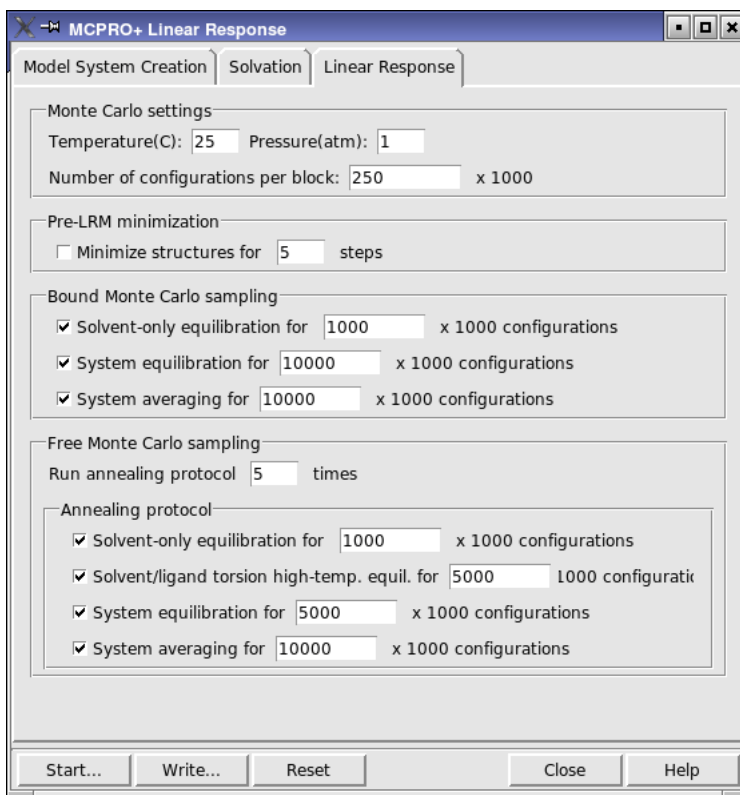 MCPRO+ Linear Response
Model System Creation Solvation Linear Response
Monte Carlo settings
Temperature(C): 25 Pressure(atm): 1
Number of configurations per block: 250 x 1000
Pre-LRM minimization
Minimize structures for 5 steps
Bound Monte Carlo sampling
Solvent-only equilibration for 1000 x 1000 configurations
System equilibration for 10000 x 1000 configurations
System averaging for 10000 x 1000 configurations
Free Monte Carlo sampling
Run annealing protocol 5 times
Annealing protocol
Solvent-only equilibration for 1000 x 1000 configurations
Solvent/ligand torsion high-temp. equil. for 5000 1000 configuratic
System equilibration for 5000 x 1000 configurations
System averaging for 10000 x 1000 configurations
Start... Write... Reset Close Help